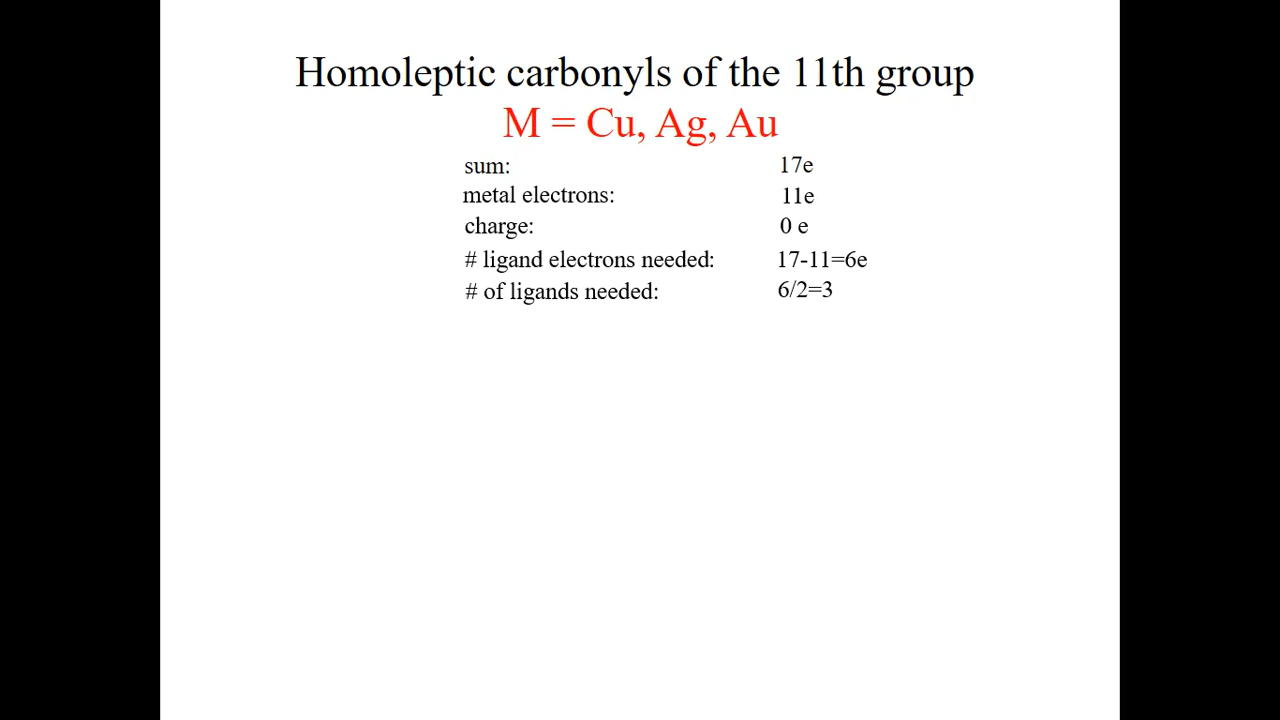 Homoleptic carbonyls of the 11th group
M = Cu, Ag, Au
sum: 17e
metal electrons: 11e
charge: 0 e
# ligand electrons needed: 17-11=6e
# of ligands needed: 6/2=3